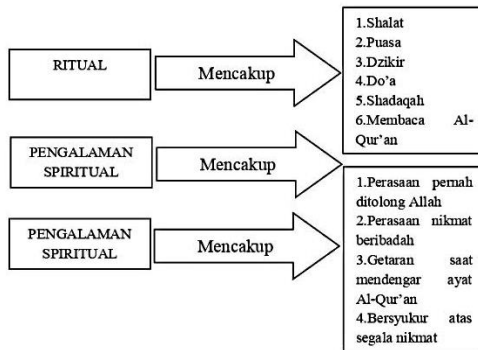 RITUAL
Mencakup
1.Shalat
2.Puasa
3.Dzikir
4.Do’a
5.Shadaqah
6.Membaca Al-
Qur’an
PENGALAMAN
SPIRITUAL
Mencakup
PENGALAMAN
SPIRITUAL
Mencakup
1.Perasaan pernah
ditolong Allah
2.Perasaan nikmat
beribadah
3.Getaran saat
mendengar ayat
Al-Qur’an
4.Bersyukur atas
segala nikmat